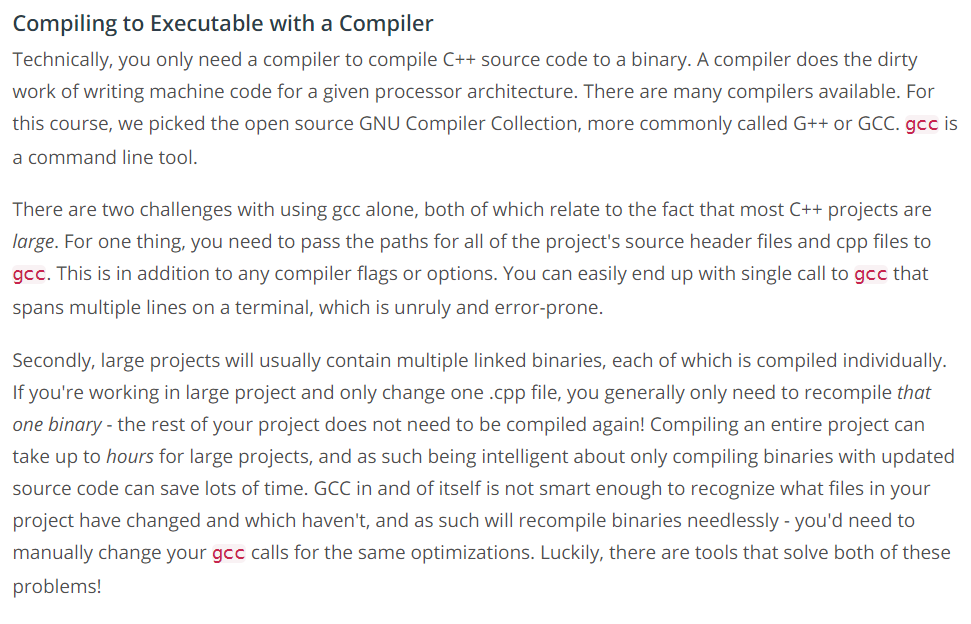 Compiling to Executable with a Compiler
Technically, you only need a compiler to compile C++ source code to a binary. A compiler does the dirty
work of writing machine code for a given processor architecture. There are many compilers available. For
this course, we picked the open source GNU Compiler Collection, more commonly called G++ or GCC. gcc is
a command line tool.
There are two challenges with using gcc alone, both of which relate to the fact that most C++ projects are
large. For one thing, you need to pass the paths for all of the project's source header files and cpp files to
gcc. This is in addition to any compiler flags or options. You can easily end up with single call to gcc that
spans multiple lines on a terminal, which is unruly and error-prone.
Secondly, large projects will usually contain multiple linked binaries, each of which is compiled individually.
If you're working in large project and only change one .cpp file, you generally only need to recompile that
one binary - the rest of your project does not need to be compiled again! Compiling an entire project can
take up to hours for large projects, and as such being intelligent about only compiling binaries with updated
source code can save lots of time. GCC in and of itself is not smart enough to recognize what files in your
project have changed and which haven't, and as such will recompile binaries needlessly - you'd need to
manually change your gcc calls for the same optimizations. Luckily, there are tools that solve both of these
problems!